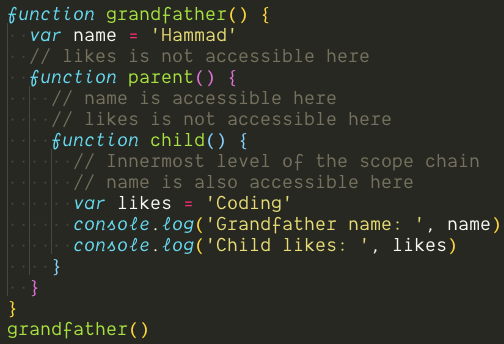 function grandfather() {
  var name = 'Hammad'
  // likes is not accessible here
  function parent() {
    // name is accessible here
    // likes is not accessible here
    function child() {
      // Innermost level of the scope chain
      // name is also accessible here
      var likes = 'Coding'
      console.log('Grandfather name: ', name)
      console.log('Child likes: ', likes)
    }
  }
}
grandfather()